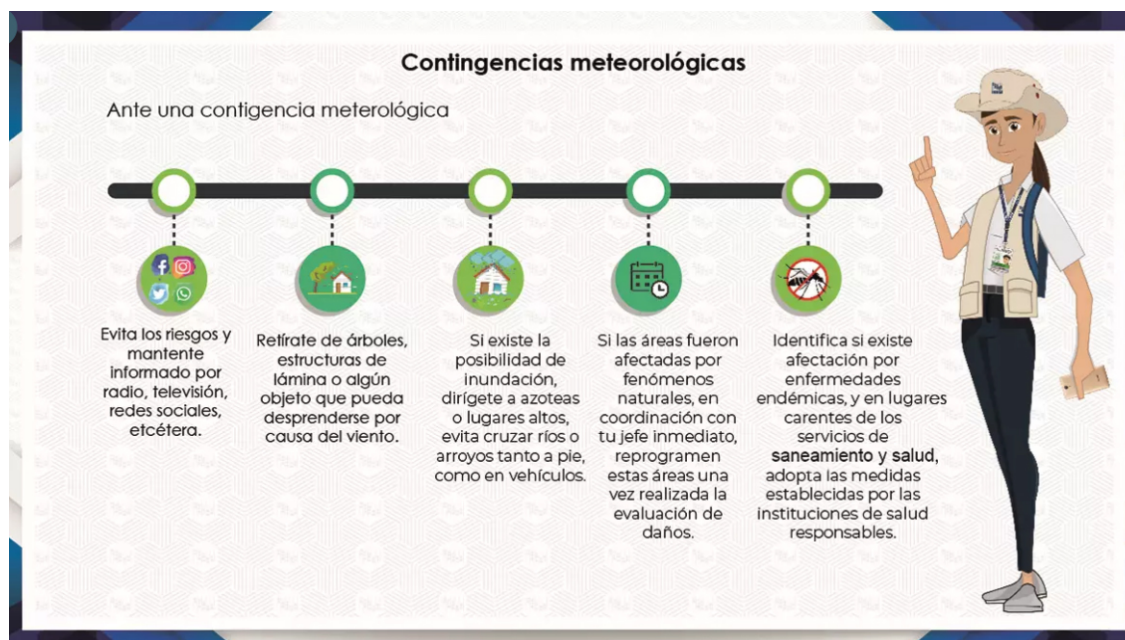 Contingencias meteorológicas
Ante una contigencia meterológica
Evita los riesgos y
mantente
informado por
radio, televisión,
redes sociales,
etcétera.
Retírate de árboles,
estructuras de
lámina o algún
objeto que pueda
desprenderse por
causa del viento.
Si existe la
posibilidad de
inundación,
dirígete a azoteas
o lugares altos,
evita cruzar ríos o
arroyos tanto a pie,
como en vehículos.
Si las áreas fueron
afectadas por
fenómenos
naturales, en
coordinación con
tu jefe inmediato,
reprogramen
estas áreas una
vez realizada la
evaluación de
daños.
Identifica si existe
afectación por
enfermedades
endémicas, y en lugares
carentes de los
servicios de
saneamiento y salud,
adopta las medidas
establecidas por las
instituciones de salud
responsables.